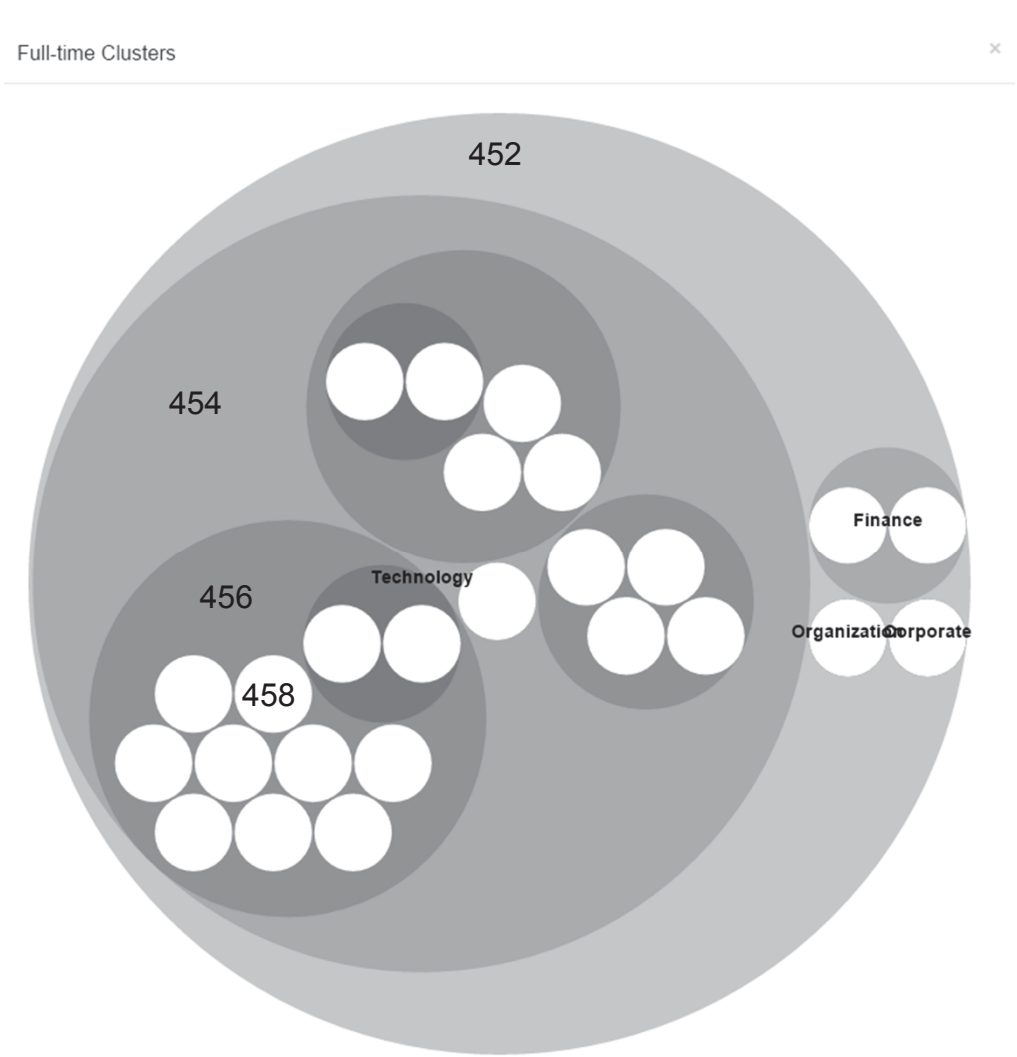 Full-time Clusters
×
452
454
Finance
Technology
456
Organization
Corporate
458